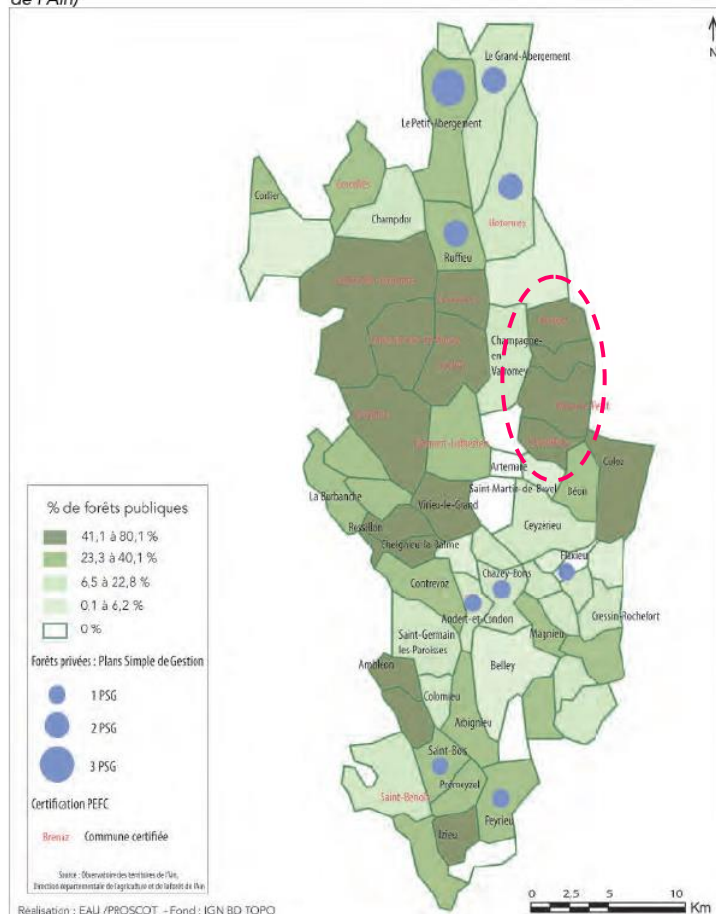 de l'Ain)
N
Le Grand-Abergement
Le Petit-Abergement
Corcelles
Corlier
Champdor
Hotonnes
Ruffieu
Champagne-
en
Valromey
Artemare
Culoz
Saint-Martin-de-Bavel
Béon
La Burbanche
Virieu-le-Grand
Ceyzérieu
Rossillon
Cheignieu-la-Balme
Flaxieu
Chazey-Bons
Contrevoz
Cressin-Rochefort
Andert-et-Condon
Magnieu
Saint-Germain
les-Paroisses
Belley
Ambléon
Colomieu
Arbignieu
Saint-Bois
Prémeyzel
Saint-Benoît
Peyrieu
Izieu
% de forêts publiques
41,1 à 80,1 %
23,3 à 40,1 %
6,5 à 22,8 %
0,1 à 6,2 %
0 %
Forêts privées : Plans Simple de Gestion
1 PSG
2 PSG
3 PSG
Certification PEFC
Brenaz Commune certifiée
Source : Observatoire des territoires de l'Ain,
Direction départementale de l'agriculture et de la forêt de l'Ain
0 2,5 5 10
Km
Réalisation : EAU /PROSCOT - Fond : IGN BD TOPO